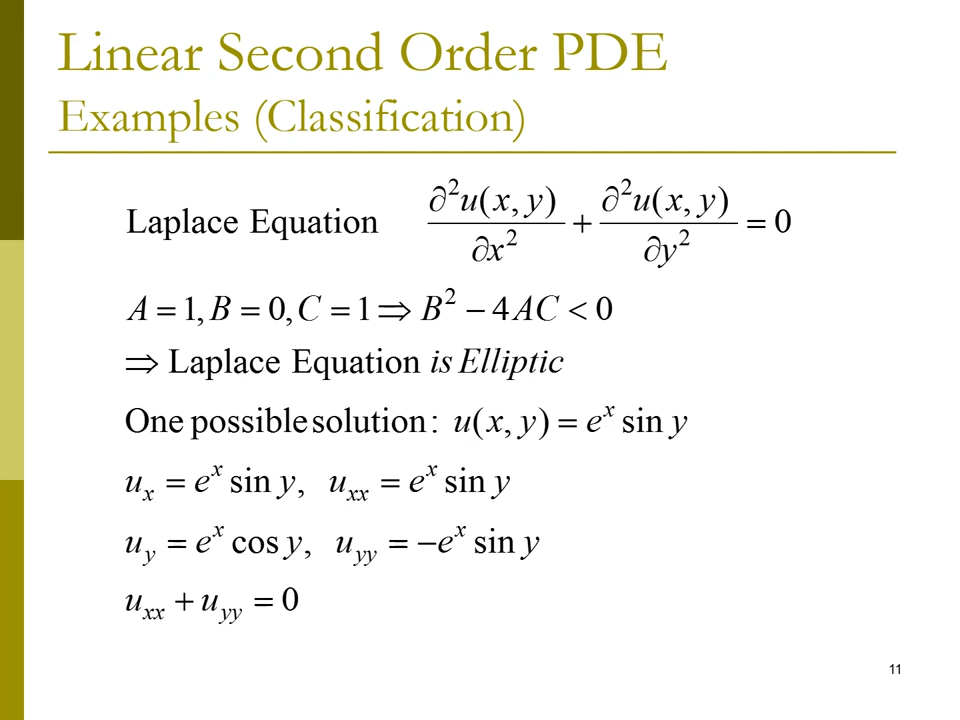 Linear Second Order PDE
Examples (Classification)
Laplace Equation ∂²u(x, y)/∂x² + ∂²u(x, y)/∂y² = 0
A = 1, B = 0, C = 1 ⇒ B² − 4AC < 0
⇒ Laplace Equation is Elliptic
One possible solution : u(x, y) = eˣ sin y
uₓ = eˣ sin y, uₓₓ = eˣ sin y
u_y = eˣ cos y, u_yy = −eˣ sin y
uₓₓ + u_yy = 0
11